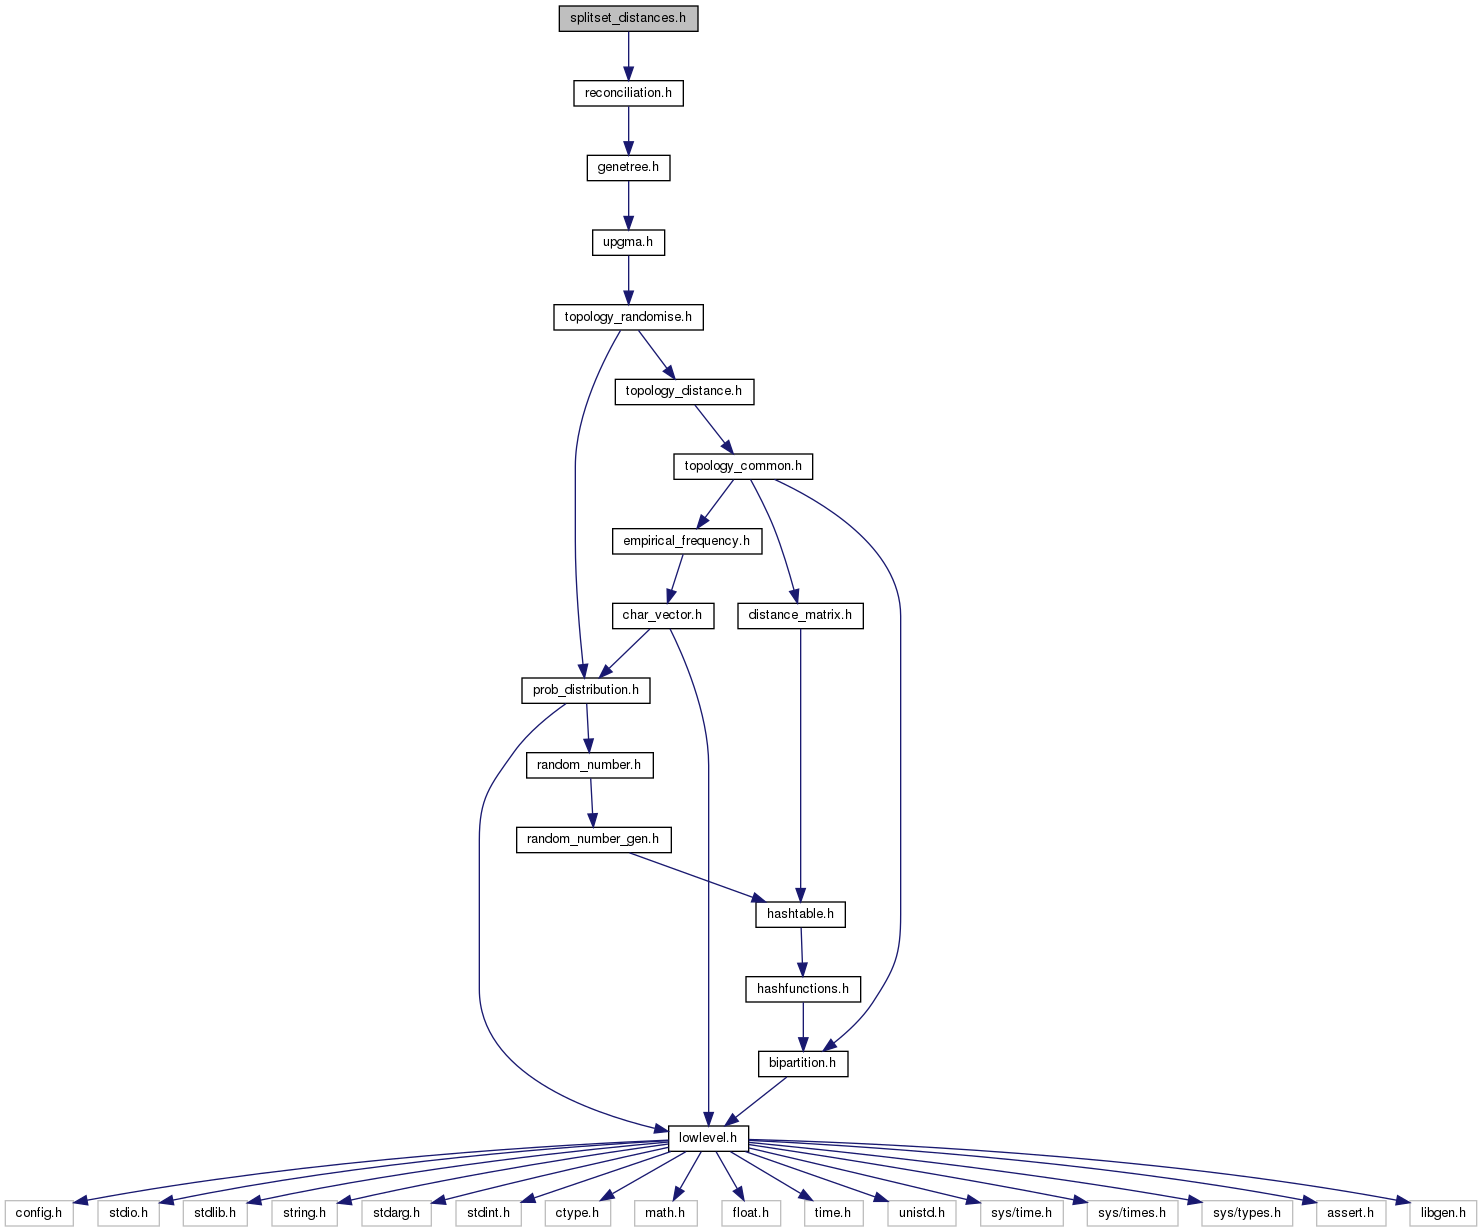 splitset_distances.h
reconciliation.h
genetree.h
upgma.h
topology_randomise.h
topology_distance.h
topology_common.h
empirical_frequency.h
char_vector.h
distance_matrix.h
prob_distribution.h
random_number.h
random_number_gen.h
hashtable.h
hashfunctions.h
bipartition.h
lowlevel.h
config.h
stdio.h
stdlib.h
string.h
stdarg.h
stdint.h
ctype.h
math.h
float.h
time.h
unistd.h
sys/time.h
sys/times.h
sys/types.h
assert.h
libgen.h